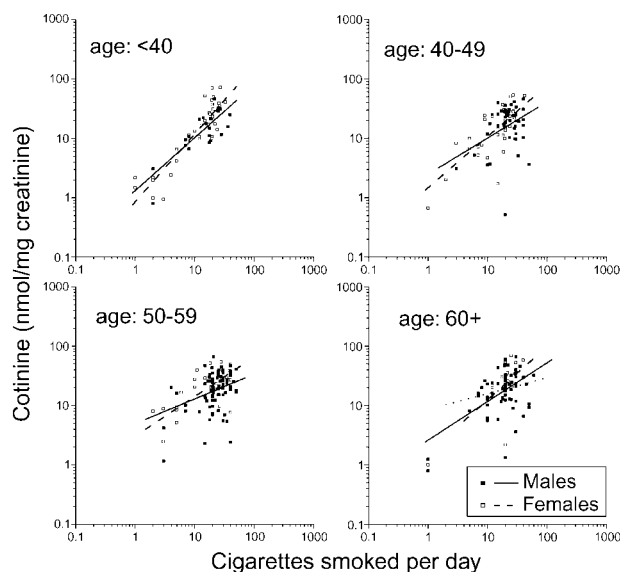 age: <40
age: 40-49
1000
100
10
1
0.1
0.1 1 10 100 1000
1000
100
10
1
0.1
0.1 1 10 100 1000
age: 50-59
age: 60+
1000
100
10
1
0.1
0.1 1 10 100 1000
1000
100
10
1
0.1
0.1 1 10 100 1000
Males
Females
Cotinine (nmol/mg creatinine)
Cigarettes smoked per day